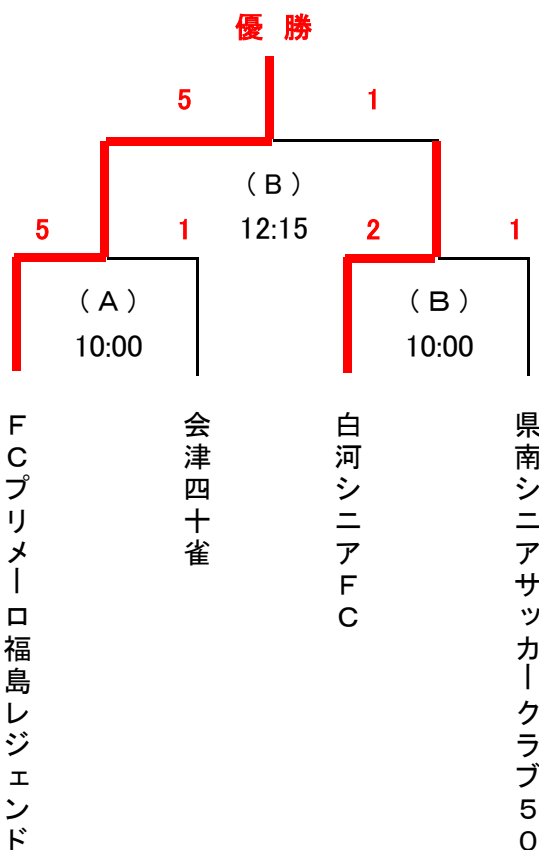 優 勝
5 1
(Ｂ)
12:15
5 1 2 1
(Ａ) (Ｂ)
10:00 10:00
ＦＣプリメーロ福島レジェンド
会津四十雀
白河シニアＦＣ
県南シニアサッカークラブ５０